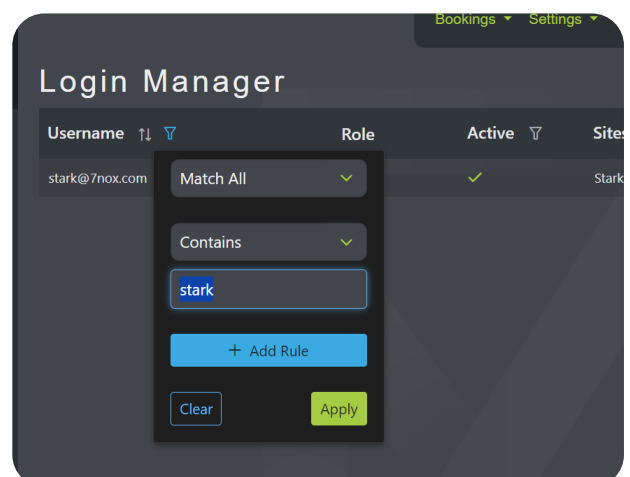 Bookings Settings
Login Manager
Username Role Active Sites
stark@7nox.com Stark
Match All
Contains
stark
+ Add Rule
Clear Apply